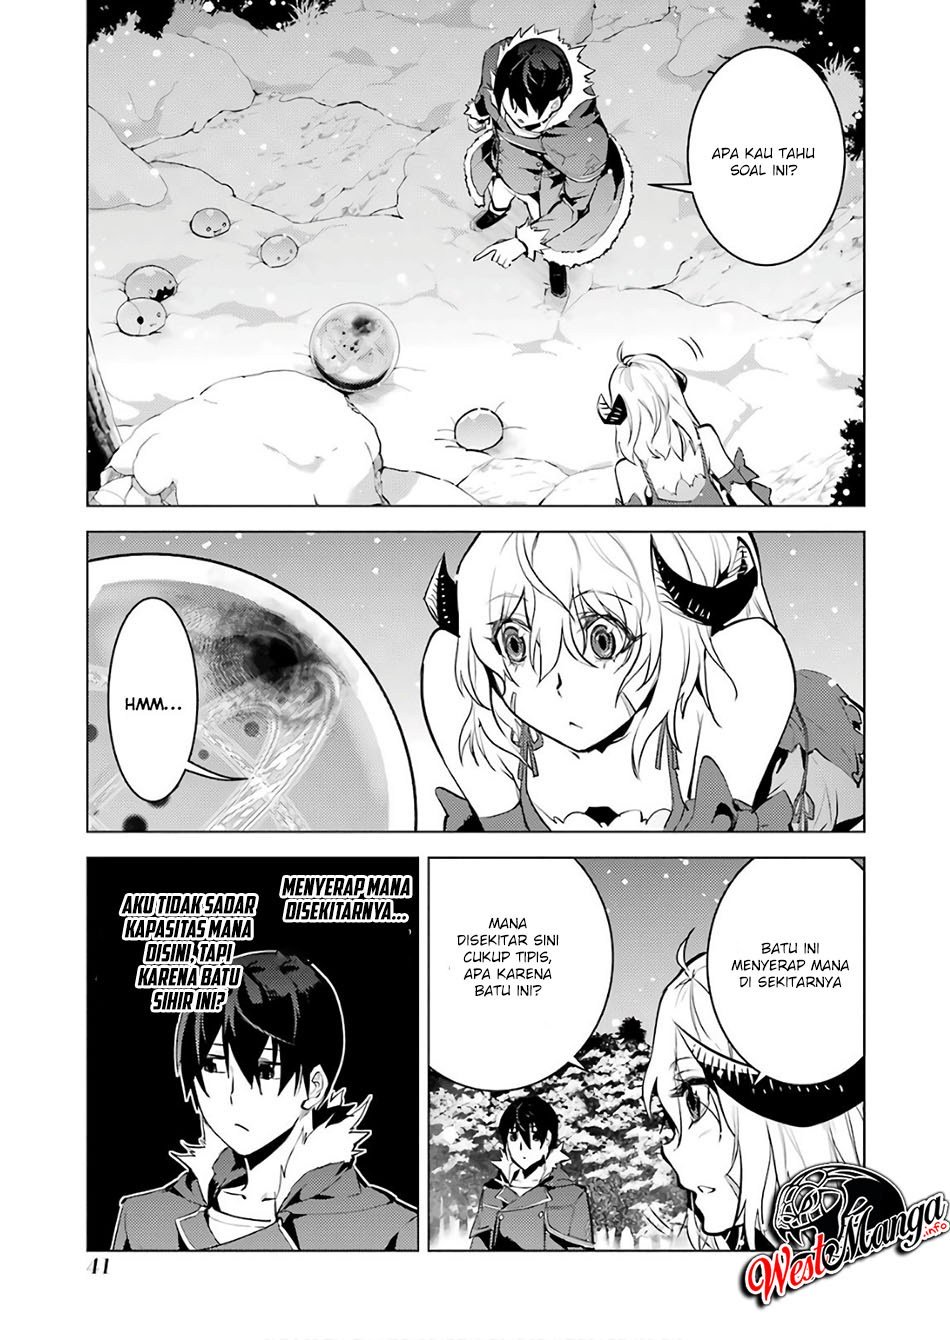 APA KAU TAHU
SOAL INI?
HMM...
BATU INI
MENYERAP MANA
DI SEKITARNYA
MANA
DISEKITAR SINI
CUKUP TIPIS,
APA KARENA
BATU INI?
MENYERAP MANA
DISEKITARNYA...
AKU TIDAK SADAR
KAPASITAS MANA
DISINI, TAPI
KARENA BATU
SIHIR INI?
41
WestManga
.info